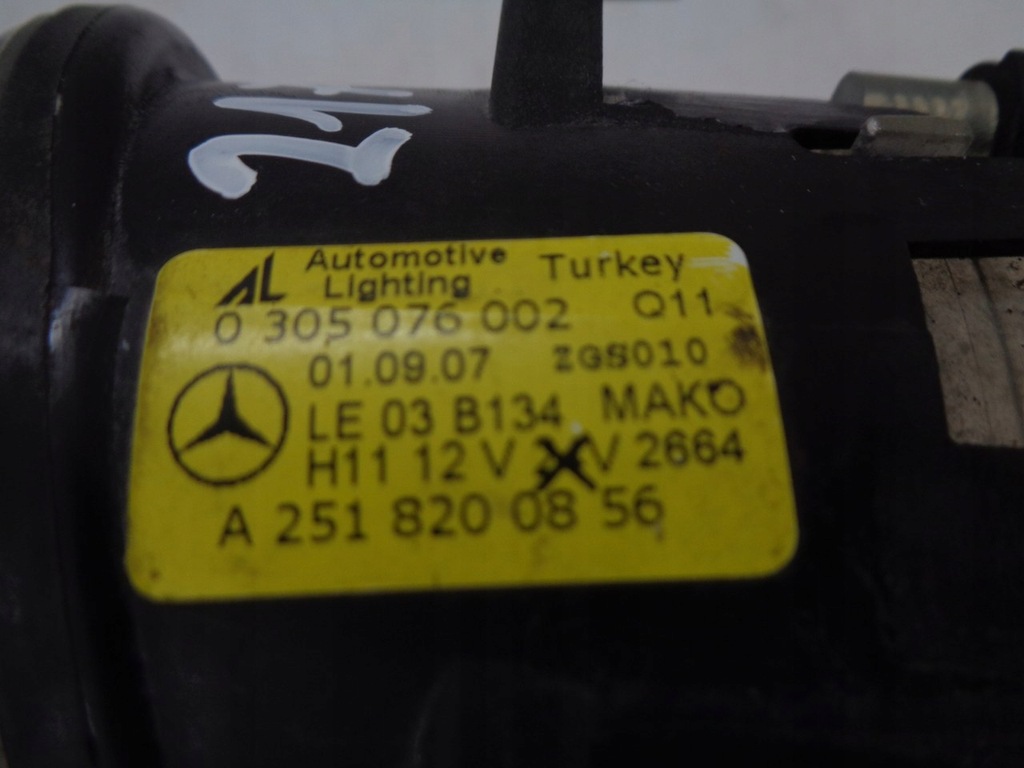 21
AL Automotive Lighting Turkey
0 305 076 002 Q11
01.09.07 ZGS010
LE 03 B134 MAKO
H11 12 V V 2664
A 251 820 08 56